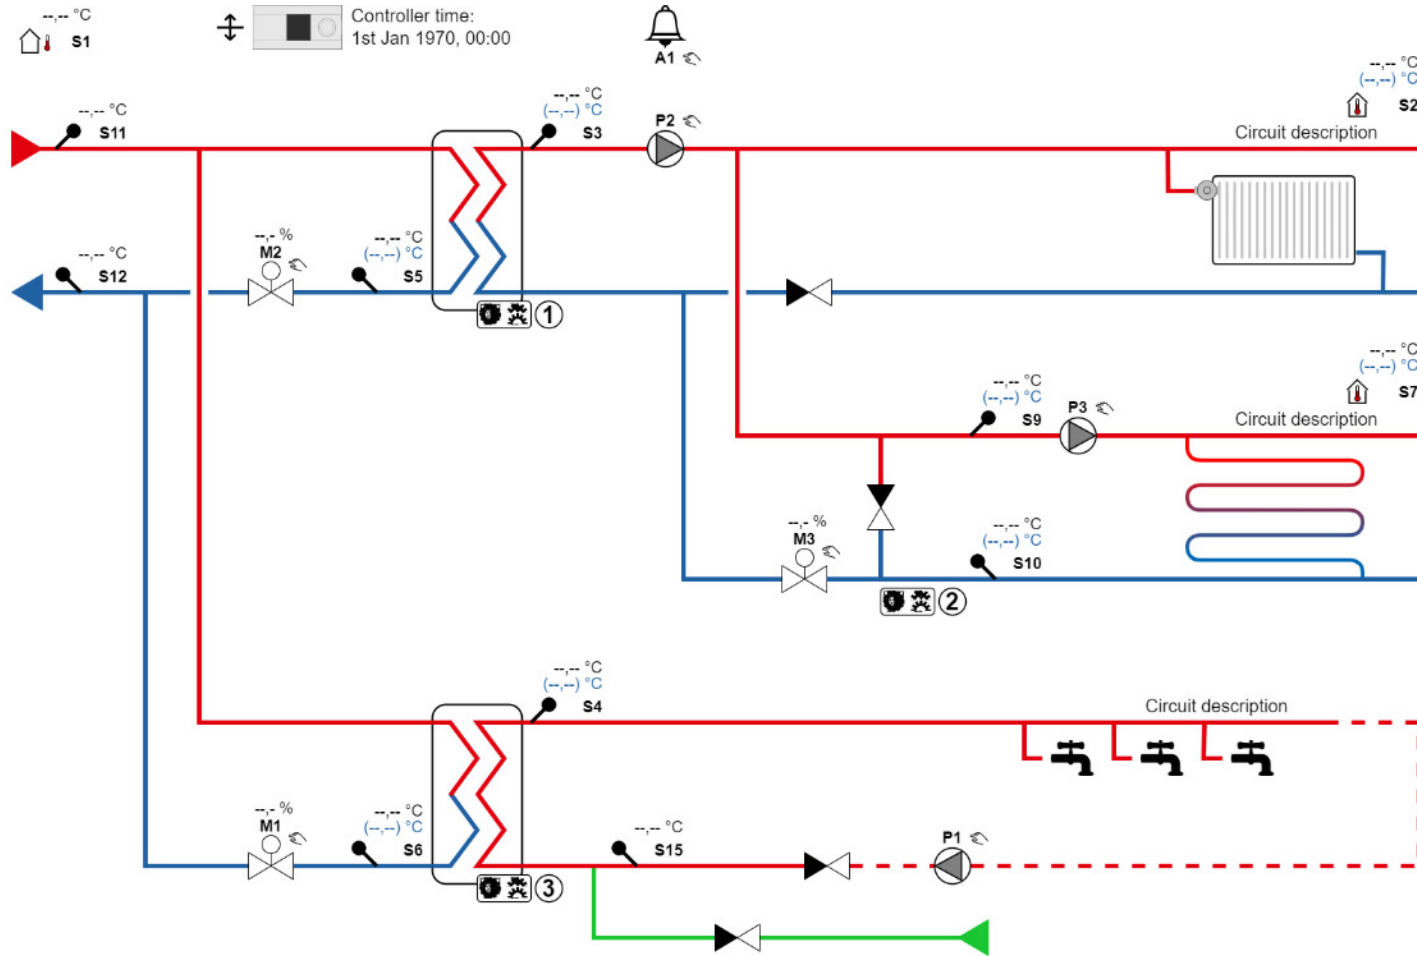 --,-- °C
S1
Controller time:
1st Jan 1970, 00:00
A1
--,-- °C
(--,--) °C
S2
--,-- °C
S11
--,-- °C
(--,--) °C
S3
P2
Circuit description
--,-- °C
S12
--,- %
M2
--,-- °C
(--,--) °C
S5
1
--,-- °C
(--,--) °C
S7
--,-- °C
(--,--) °C
S9
P3
Circuit description
--,- %
M3
--,-- °C
(--,--) °C
S10
2
--,-- °C
(--,--) °C
S4
Circuit description
--,- %
M1
--,-- °C
(--,--) °C
S6
--,-- °C
S15
P1
3